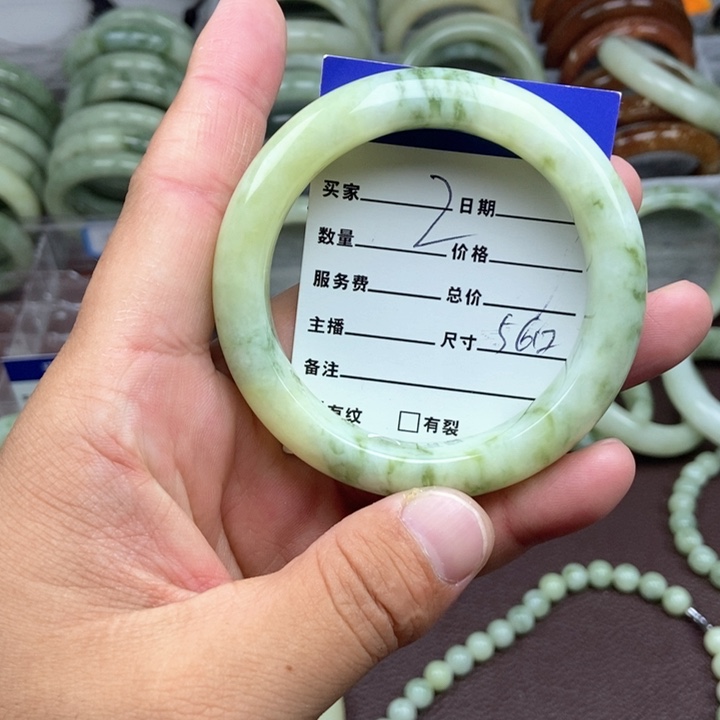 买家 2 日期
数量 价格
服务费 总价
主播 尺寸 56.12
备注
有纹 □有裂